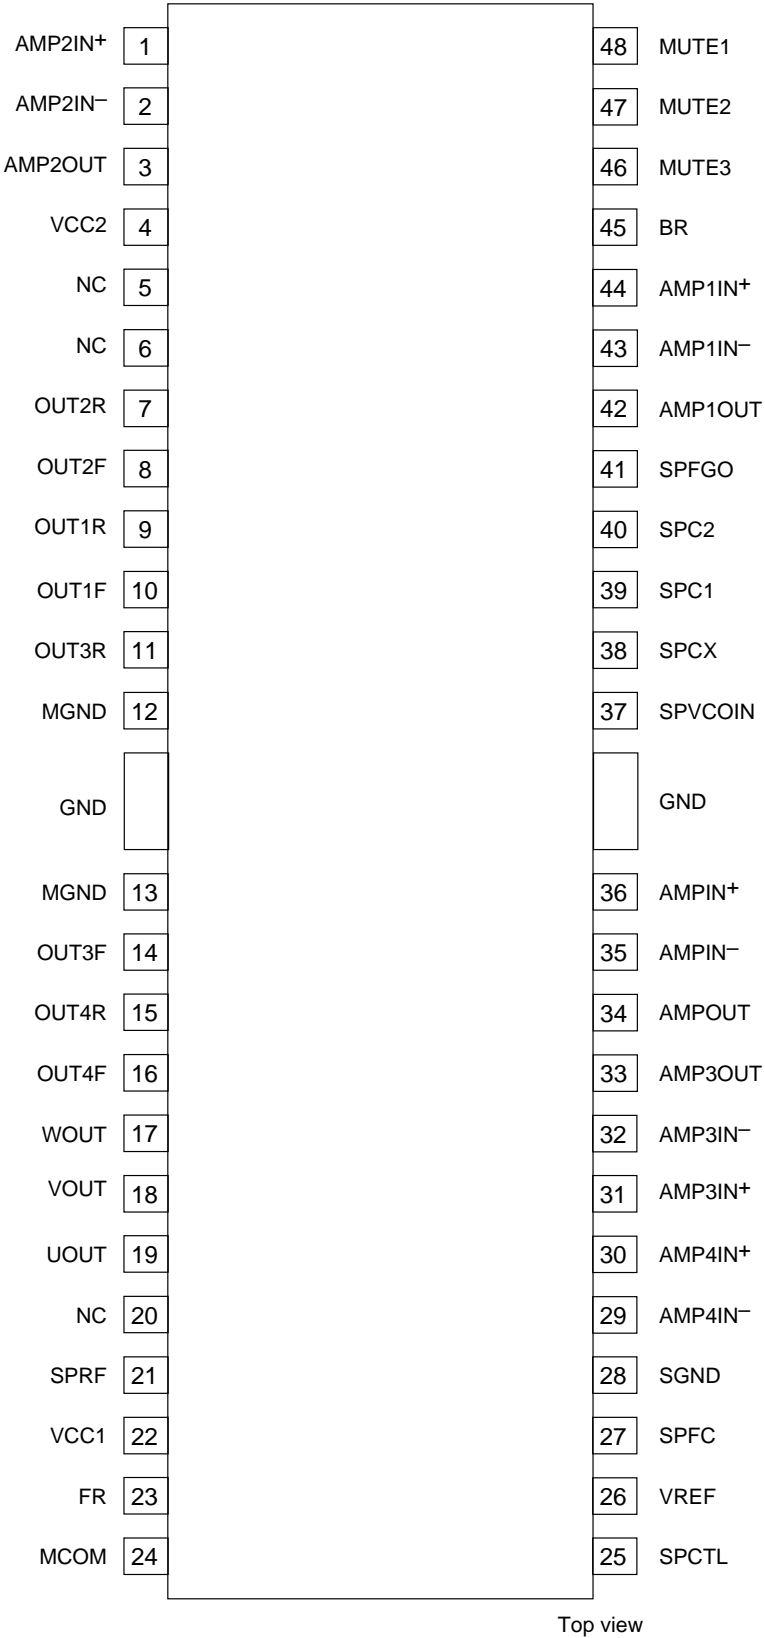 AMP2IN+ 1 48 MUTE1
AMP2IN– 2 47 MUTE2
AMP2OUT 3 46 MUTE3
VCC2 4 45 BR
NC 5 44 AMP1IN+
NC 6 43 AMP1IN–
OUT2R 7 42 AMP1OUT
OUT2F 8 41 SPFGO
OUT1R 9 40 SPC2
OUT1F 10 39 SPC1
OUT3R 11 38 SPCX
MGND 12 37 SPVCOIN
GND GND
MGND 13 36 AMPIN+
OUT3F 14 35 AMPIN–
OUT4R 15 34 AMPOUT
OUT4F 16 33 AMP3OUT
WOUT 17 32 AMP3IN–
VOUT 18 31 AMP3IN+
UOUT 19 30 AMP4IN+
NC 20 29 AMP4IN–
SPRF 21 28 SGND
VCC1 22 27 SPFC
FR 23 26 VREF
MCOM 24 25 SPCTL
Top view